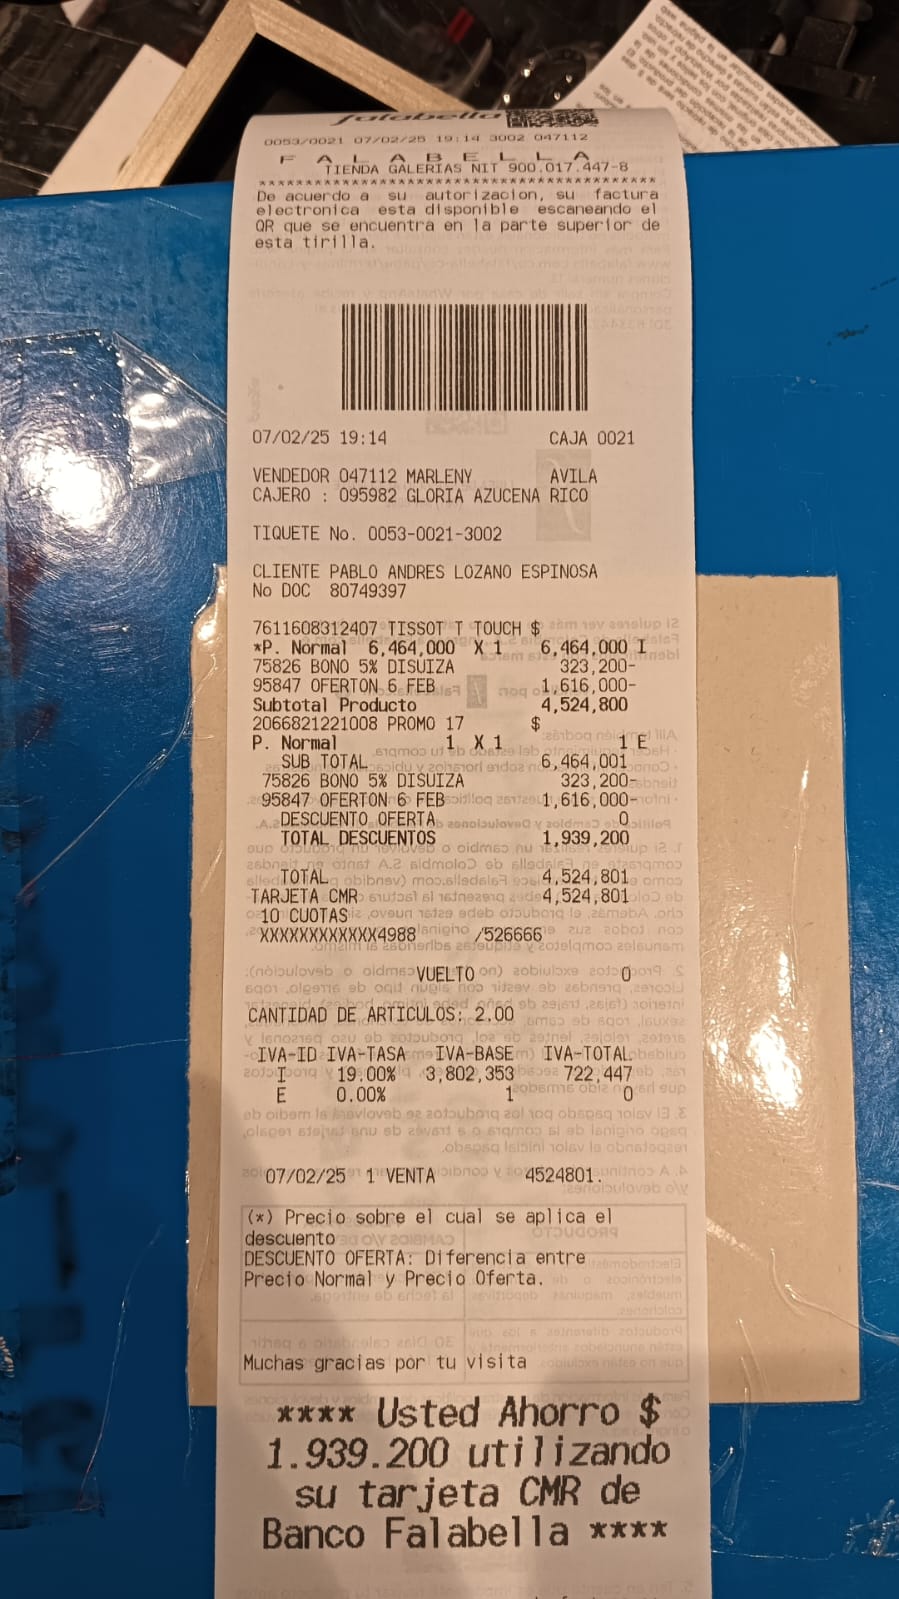 falabella
0053/0021 07/02/25 19:14 3002 047112
F A L A B E L L A
TIENDA GALERIAS NIT 900.017.447-8
****************************************
De acuerdo a su autorizacion, su factura
electronica esta disponible escaneando el
QR que se encuentra en la parte superior de
esta tirilla.
07/02/25 19:14 CAJA 0021
VENDEDOR 047112 MARLENY AVILA
CAJERO : 095982 GLORIA AZUCENA RICO
TIQUETE No. 0053-0021-3002
CLIENTE PABLO ANDRES LOZANO ESPINOSA
No DOC 80749397
7611608312407 TISSOT T TOUCH $
*P. Normal 6,464,000 X 1 6,464,000 I
75826 BONO 5% DISUIZA 323,200-
95847 OFERTON 6 FEB 1,616,000-
Subtotal Producto 4,524,800
2066821221008 PROMO 17 $
P. Normal 1 X 1 1 E
SUB TOTAL 6,464,001
75826 BONO 5% DISUIZA 323,200-
95847 OFERTON 6 FEB 1,616,000-
DESCUENTO OFERTA 0
TOTAL DESCUENTOS 1,939,200
TOTAL 4,524,801
TARJETA CMR 4,524,801
10 CUOTAS
XXXXXXXXXXXX4988 /526666
VUELTO 0
CANTIDAD DE ARTICULOS: 2.00
IVA-ID IVA-TASA IVA-BASE IVA-TOTAL
I 19.00% 3,802,353 722,447
E 0.00% 1 0
07/02/25 1 VENTA 4524801.
(*) Precio sobre el cual se aplica el
descuento
DESCUENTO OFERTA: Diferencia entre
Precio Normal y Precio Oferta.
Muchas gracias por tu visita
**** Usted Ahorro $
1.939.200 utilizando
su tarjeta CMR de
Banco Falabella ****